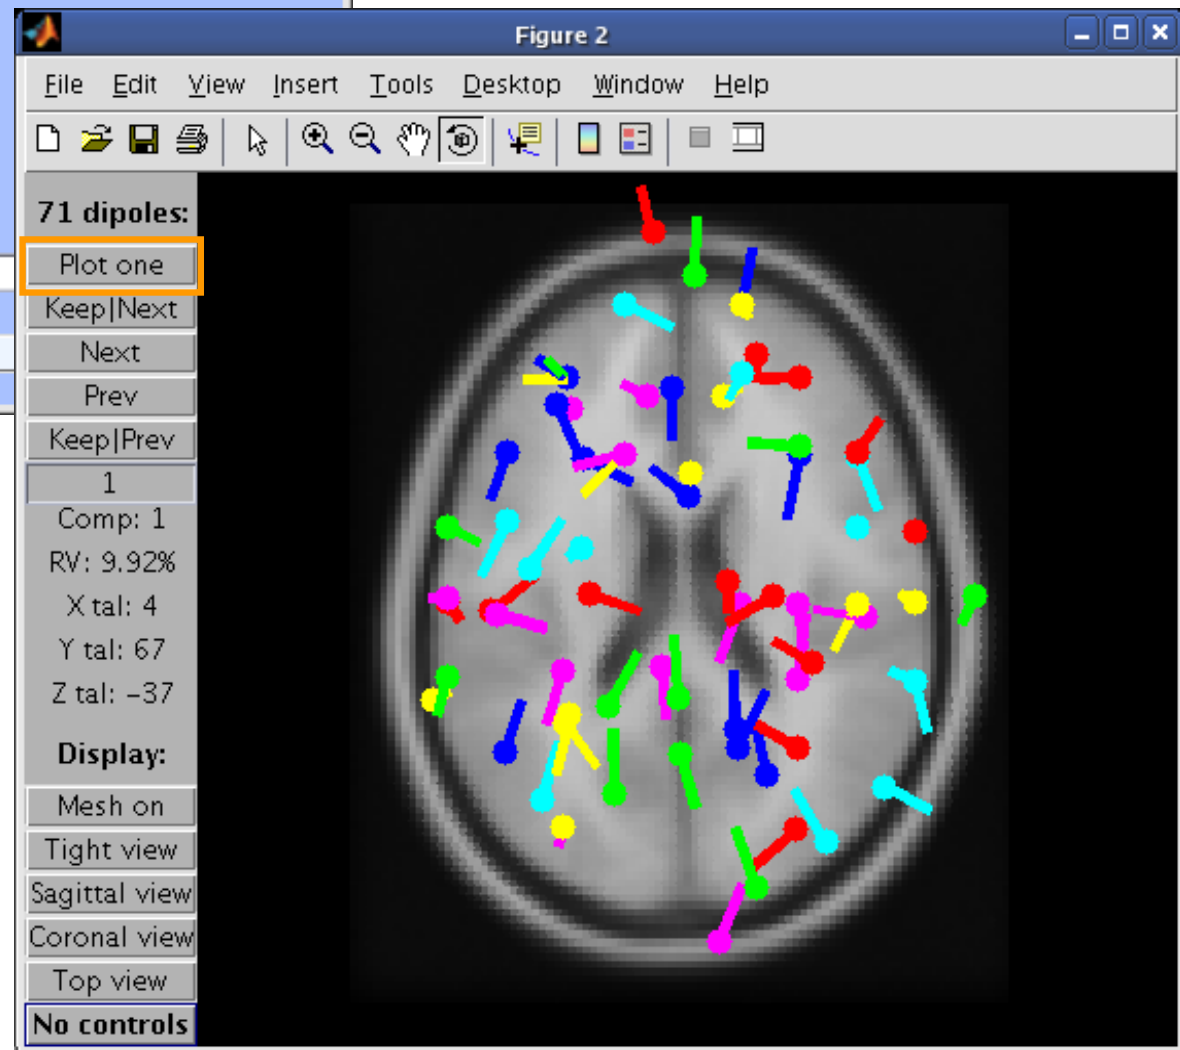 Figure 2
File Edit View Insert Tools Desktop Window Help
71 dipoles:
Plot one
Keep|Next
Next
Prev
Keep|Prev
1
Comp: 1
RV: 9.92%
X tal: 4
Y tal: 67
Z tal: −37
Display:
Mesh on
Tight view
Sagittal view
Coronal view
Top view
No controls